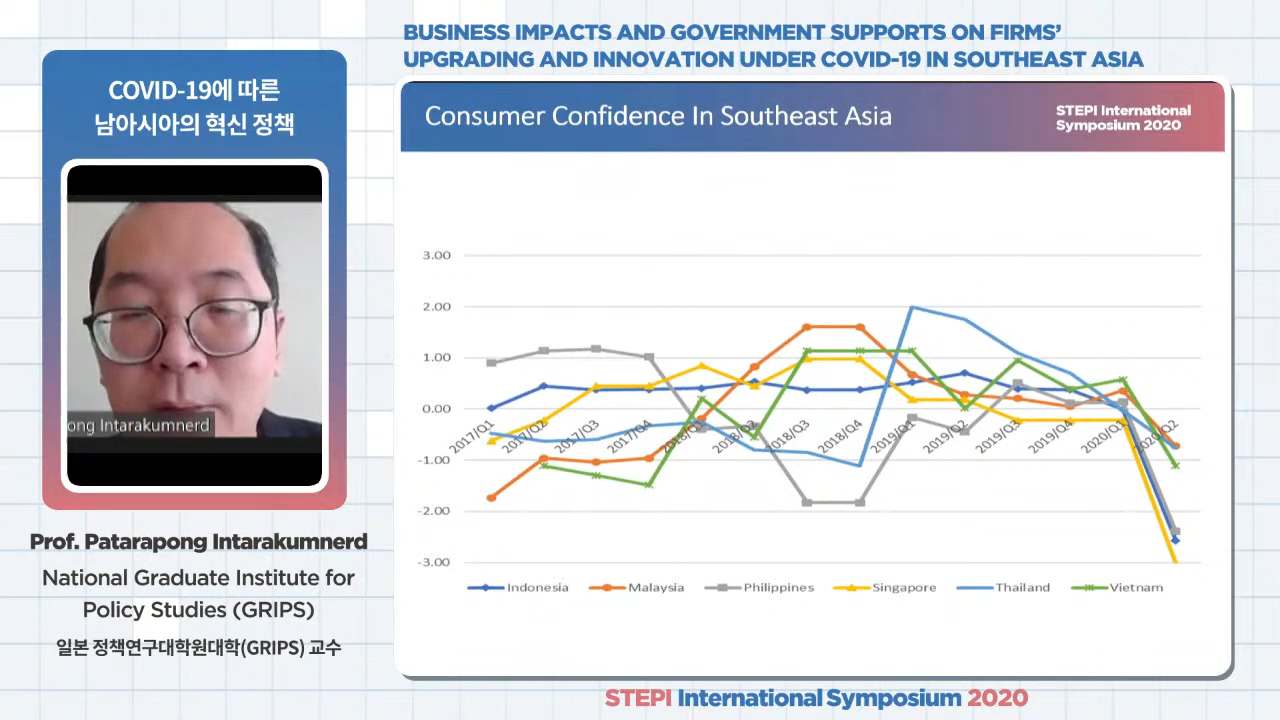 BUSINESS IMPACTS AND GOVERNMENT SUPPORTS ON FIRMS'
UPGRADING AND INNOVATION UNDER COVID-19 IN SOUTHEAST ASIA
COVID-19에 따른
남아시아의 혁신 정책
ong Intarakumnerd
Prof. Patarapong Intarakumnerd
National Graduate Institute for
Policy Studies (GRIPS)
일본 정책연구대학원대학(GRIPS) 교수
Consumer Confidence In Southeast Asia
STEPI International
Symposium 2020
3.00
2.00
1.00
0.00
-1.00
-2.00
-3.00
2017/Q1
2017/Q2
2017/Q3
2017/Q4
2018/Q1
2018/Q2
2018/Q3
2018/Q4
2019/Q1
2019/Q2
2019/Q3
2019/Q4
2020/Q1
2020/Q2
Indonesia
Malaysia
Philippines
Singapore
Thailand
Vietnam
STEPI International Symposium 2020